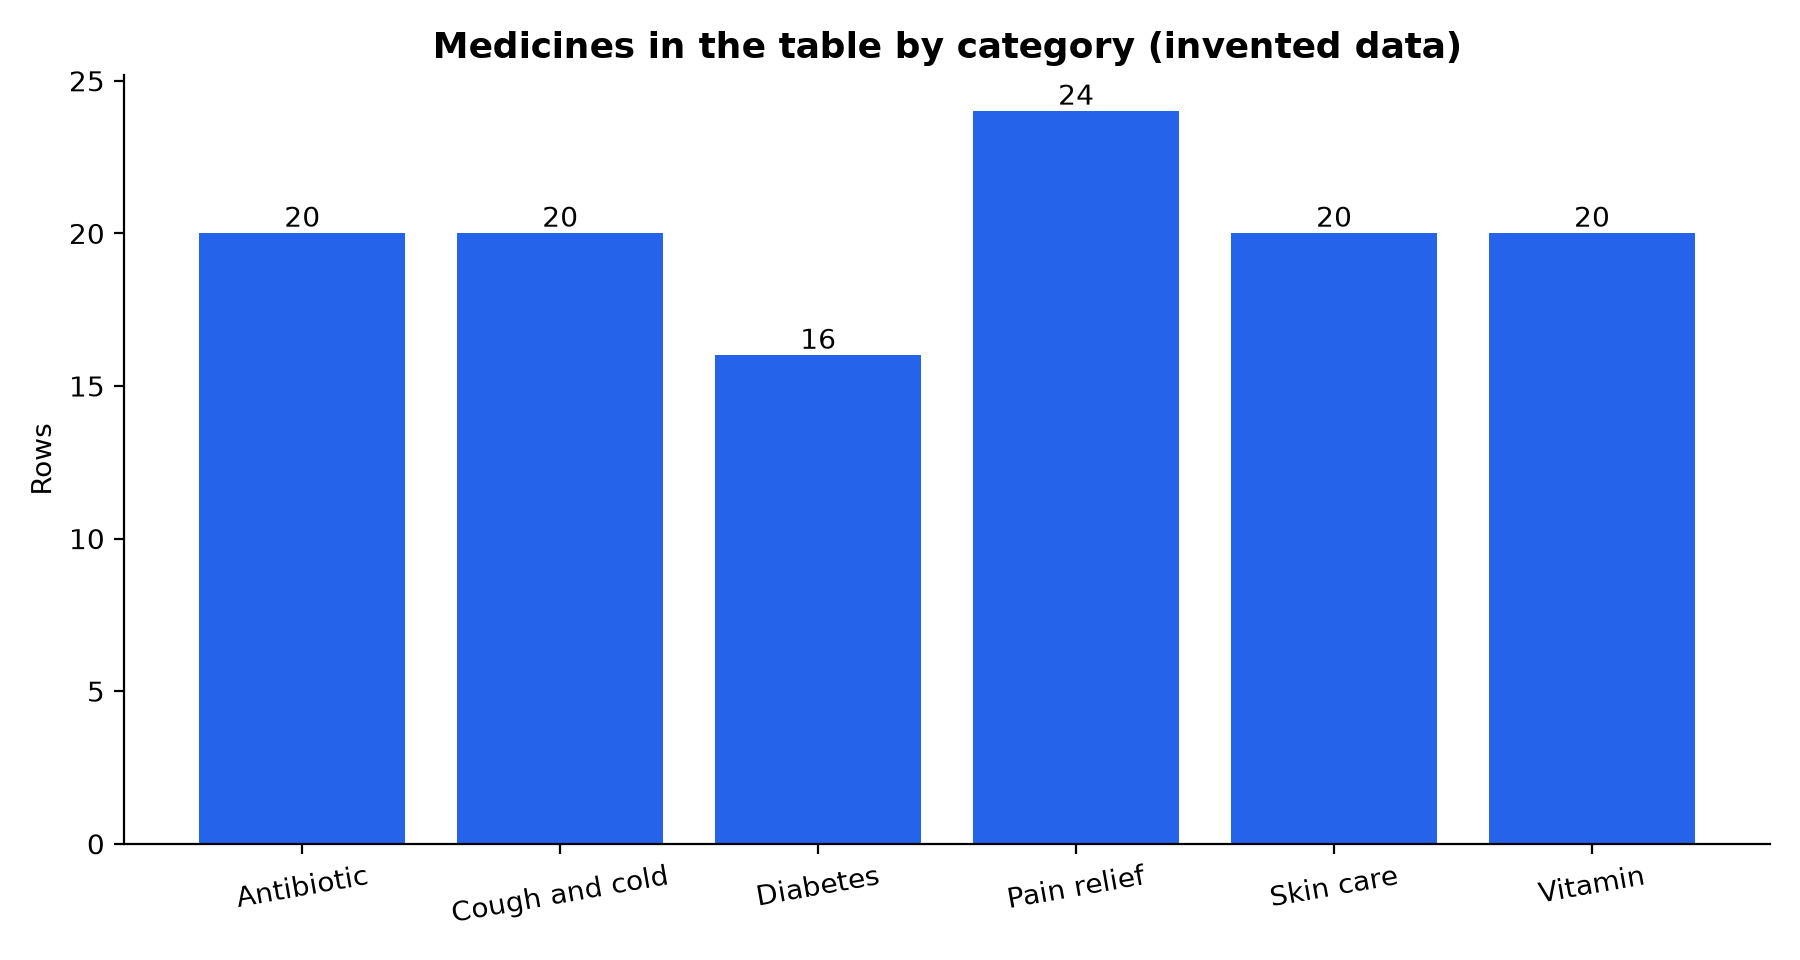 Medicines in the table by category (invented data)
25
20
15
10
5
0
Rows
20
20
16
24
20
20
Antibiotic
Cough and cold
Diabetes
Pain relief
Skin care
Vitamin